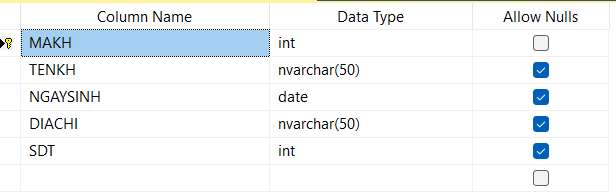 Column Name Data Type Allow Nulls
MAKH int
TENKH nvarchar(50)
NGAYSINH date
DIACHI nvarchar(50)
SDT int